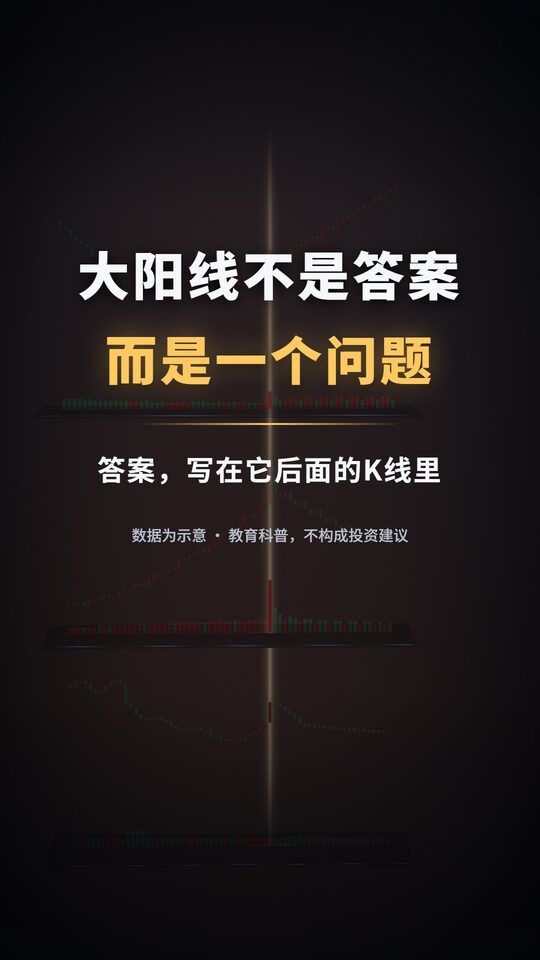 大阳线不是答案
而是一个问题
答案，写在它后面的K线里
数据为示意 · 教育科普，不构成投资建议